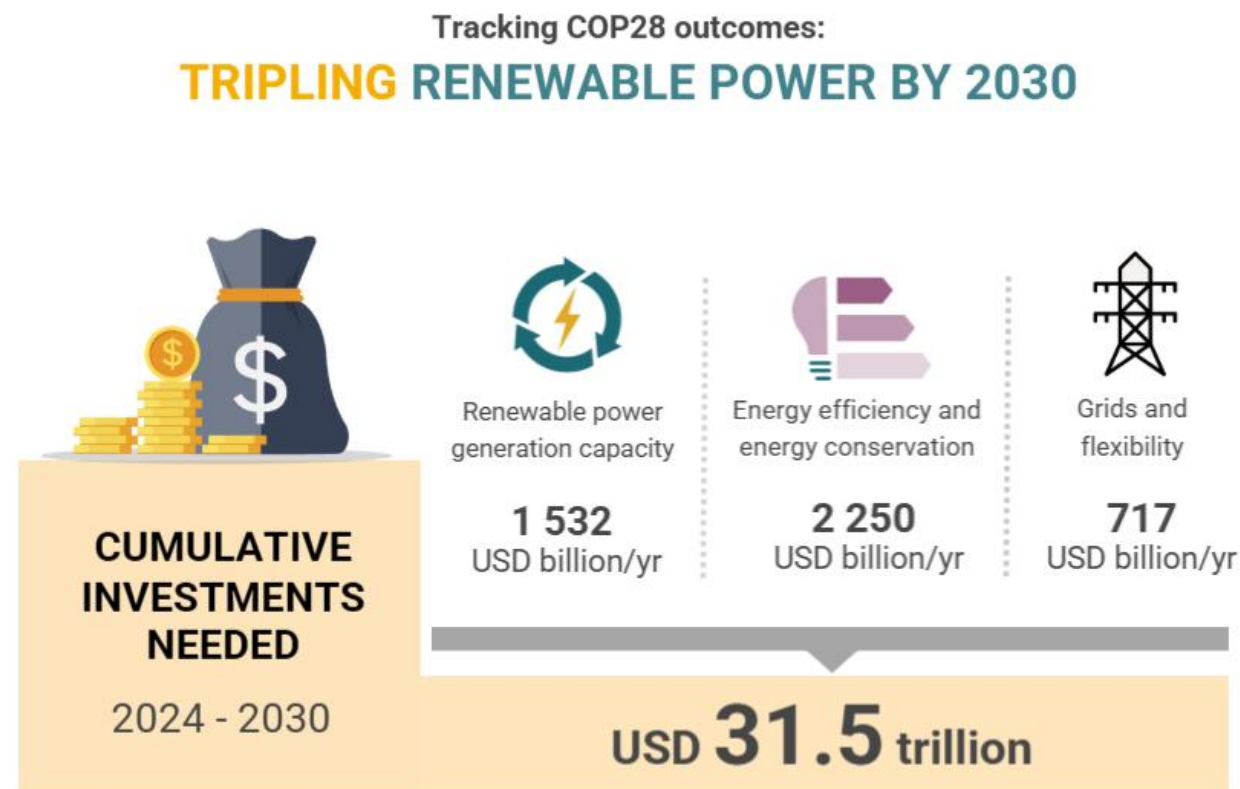 Tracking COP28 outcomes:
TRIPLING RENEWABLE POWER BY 2030
$
$
Renewable power
generation capacity
1 532
USD billion/yr
Energy efficiency and
energy conservation
2 250
USD billion/yr
Grids and
flexibility
717
USD billion/yr
CUMULATIVE
INVESTMENTS
NEEDED
2024 - 2030
USD 31.5 trillion